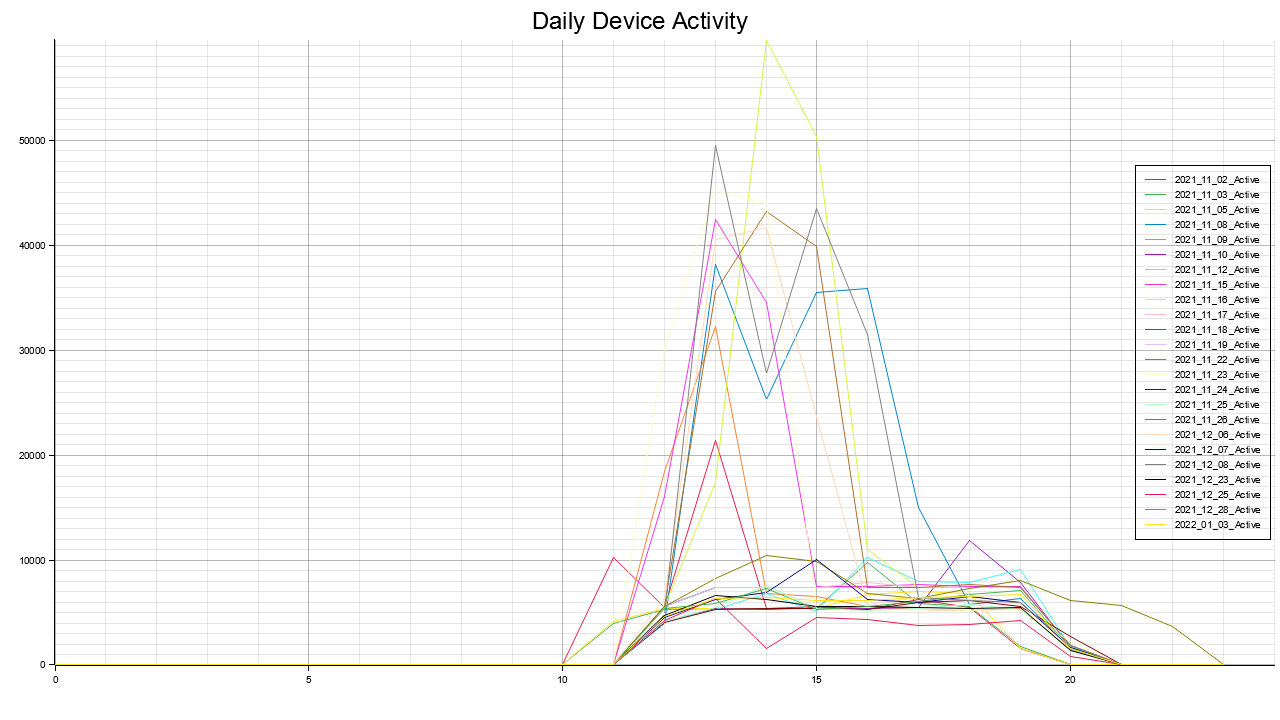 Daily Device Activity
50000
40000
30000
20000
10000
0
0
5
10
15
20
2021_11_02_Active
2021_11_03_Active
2021_11_05_Active
2021_11_08_Active
2021_11_09_Active
2021_11_10_Active
2021_11_12_Active
2021_11_15_Active
2021_11_16_Active
2021_11_17_Active
2021_11_18_Active
2021_11_19_Active
2021_11_22_Active
2021_11_23_Active
2021_11_24_Active
2021_11_25_Active
2021_11_26_Active
2021_12_06_Active
2021_12_07_Active
2021_12_08_Active
2021_12_23_Active
2021_12_25_Active
2021_12_28_Active
2022_01_03_Active